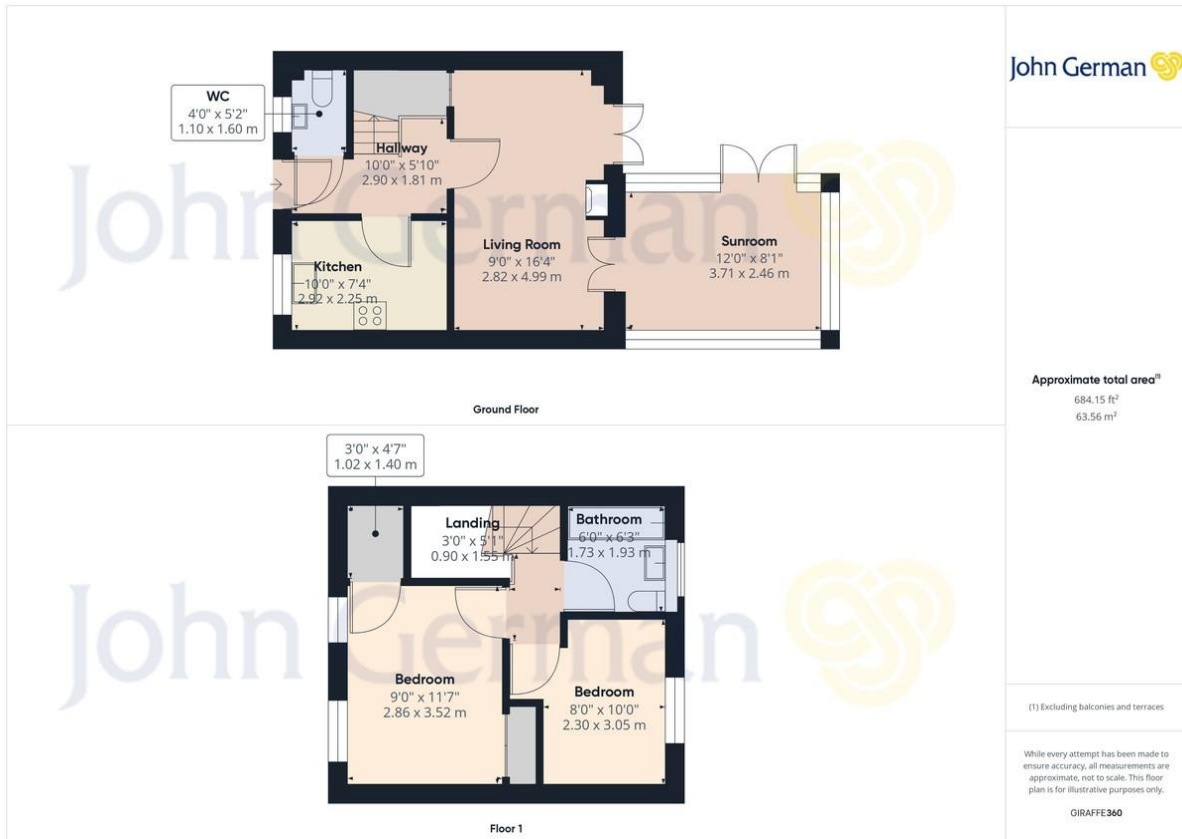 WC
4'0" x 5'2"
1.10 x 1.60 m
Hallway
10'0" x 5'10"
2.90 x 1.81 m
Living Room
9'0" x 16'4"
2.82 x 4.99 m
Sunroom
12'0" x 8'1"
3.71 x 2.46 m
Kitchen
10'0" x 7'4"
2.92 x 2.25 m
John German
Ground Floor
3'0" x 4'7"
1.02 x 1.40 m
Landing
3'0" x 5'1"
0.90 x 1.55 m
Bathroom
6'0" x 6'3"
1.73 x 1.93 m
Bedroom
9'0" x 11'7"
2.86 x 3.52 m
Bedroom
8'0" x 10'0"
2.30 x 3.05 m
John German
Floor 1
John German
Approximate total area⁽¹⁾
684.15 ft²
63.56 m²
(1) Excluding balconies and terraces
While every attempt has been made to
ensure accuracy, all measurements are
approximate, not to scale. This floor
plan is for illustrative purposes only.
GIRAFFE360